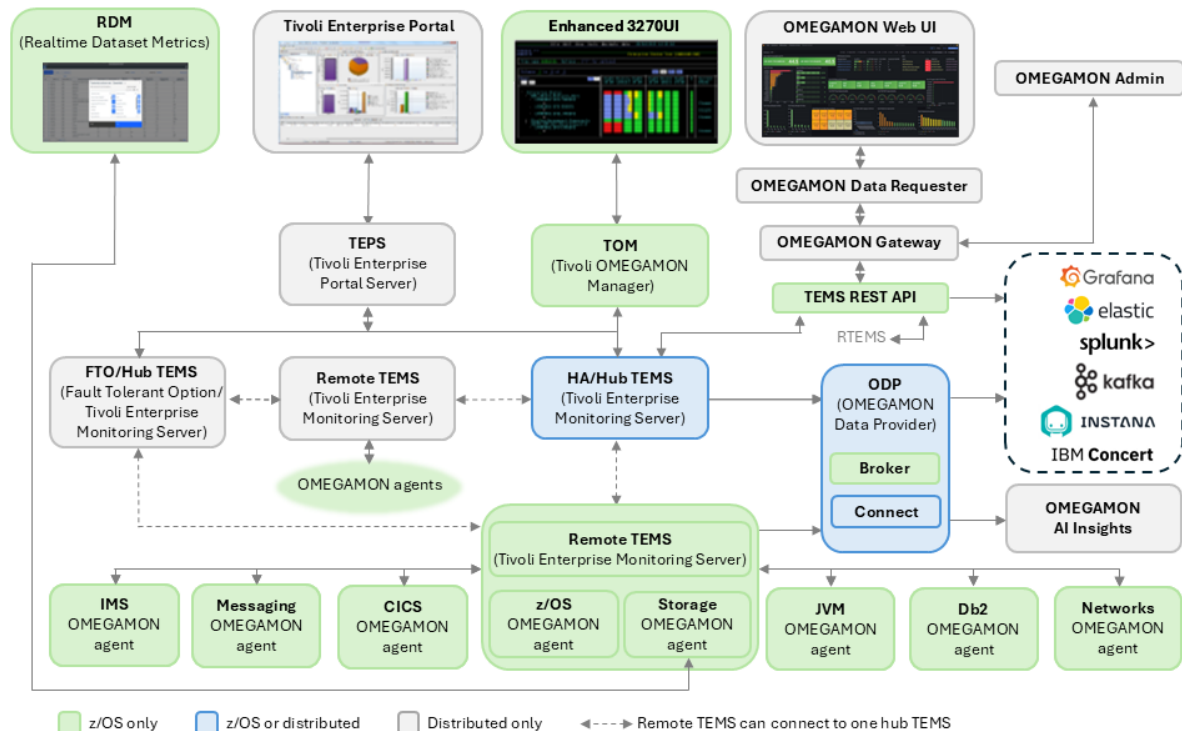 RDM
(Realtime Dataset Metrics)
Tivoli Enterprise Portal
Enhanced 3270UI
OMEGAMON Web UI
OMEGAMON Admin
OMEGAMON Data Requester
OMEGAMON Gateway
TEPS
(Tivoli Enterprise
Portal Server)
TOM
(Tivoli OMEGAMON
Manager)
TEMS REST API
RTEMS
Grafana
elastic
splunk>
kafka
INSTANA
IBM Concert
FTO/Hub TEMS
(Fault Tolerant Option/
Tivoli Enterprise
Monitoring Server)
Remote TEMS
(Tivoli Enterprise
Monitoring Server)
HA/Hub TEMS
(Tivoli Enterprise
Monitoring Server)
ODP
(OMEGAMON
Data Provider)
Broker
Connect
OMEGAMON agents
OMEGAMON
AI Insights
Remote TEMS
(Tivoli Enterprise Monitoring Server)
IMS
OMEGAMON
agent
Messaging
OMEGAMON
agent
CICS
OMEGAMON
agent
z/OS
OMEGAMON
agent
Storage
OMEGAMON
agent
JVM
OMEGAMON
agent
Db2
OMEGAMON
agent
Networks
OMEGAMON
agent
z/OS only
z/OS or distributed
Distributed only
Remote TEMS can connect to one hub TEMS